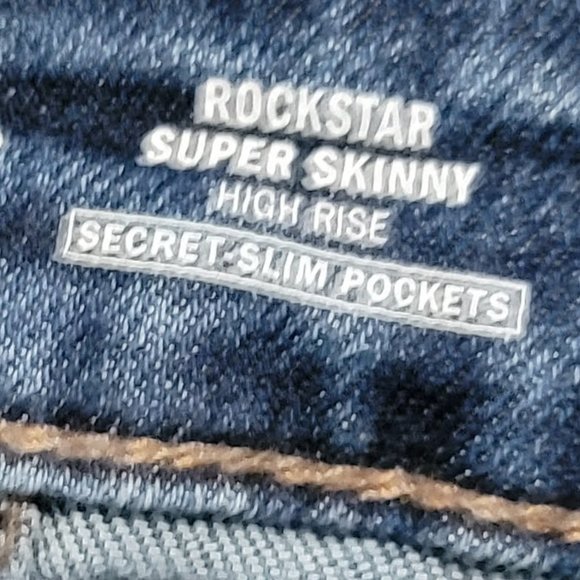 ROCKSTAR
SUPER SKINNY
HIGH RISE
SECRET-SLIM POCKETS